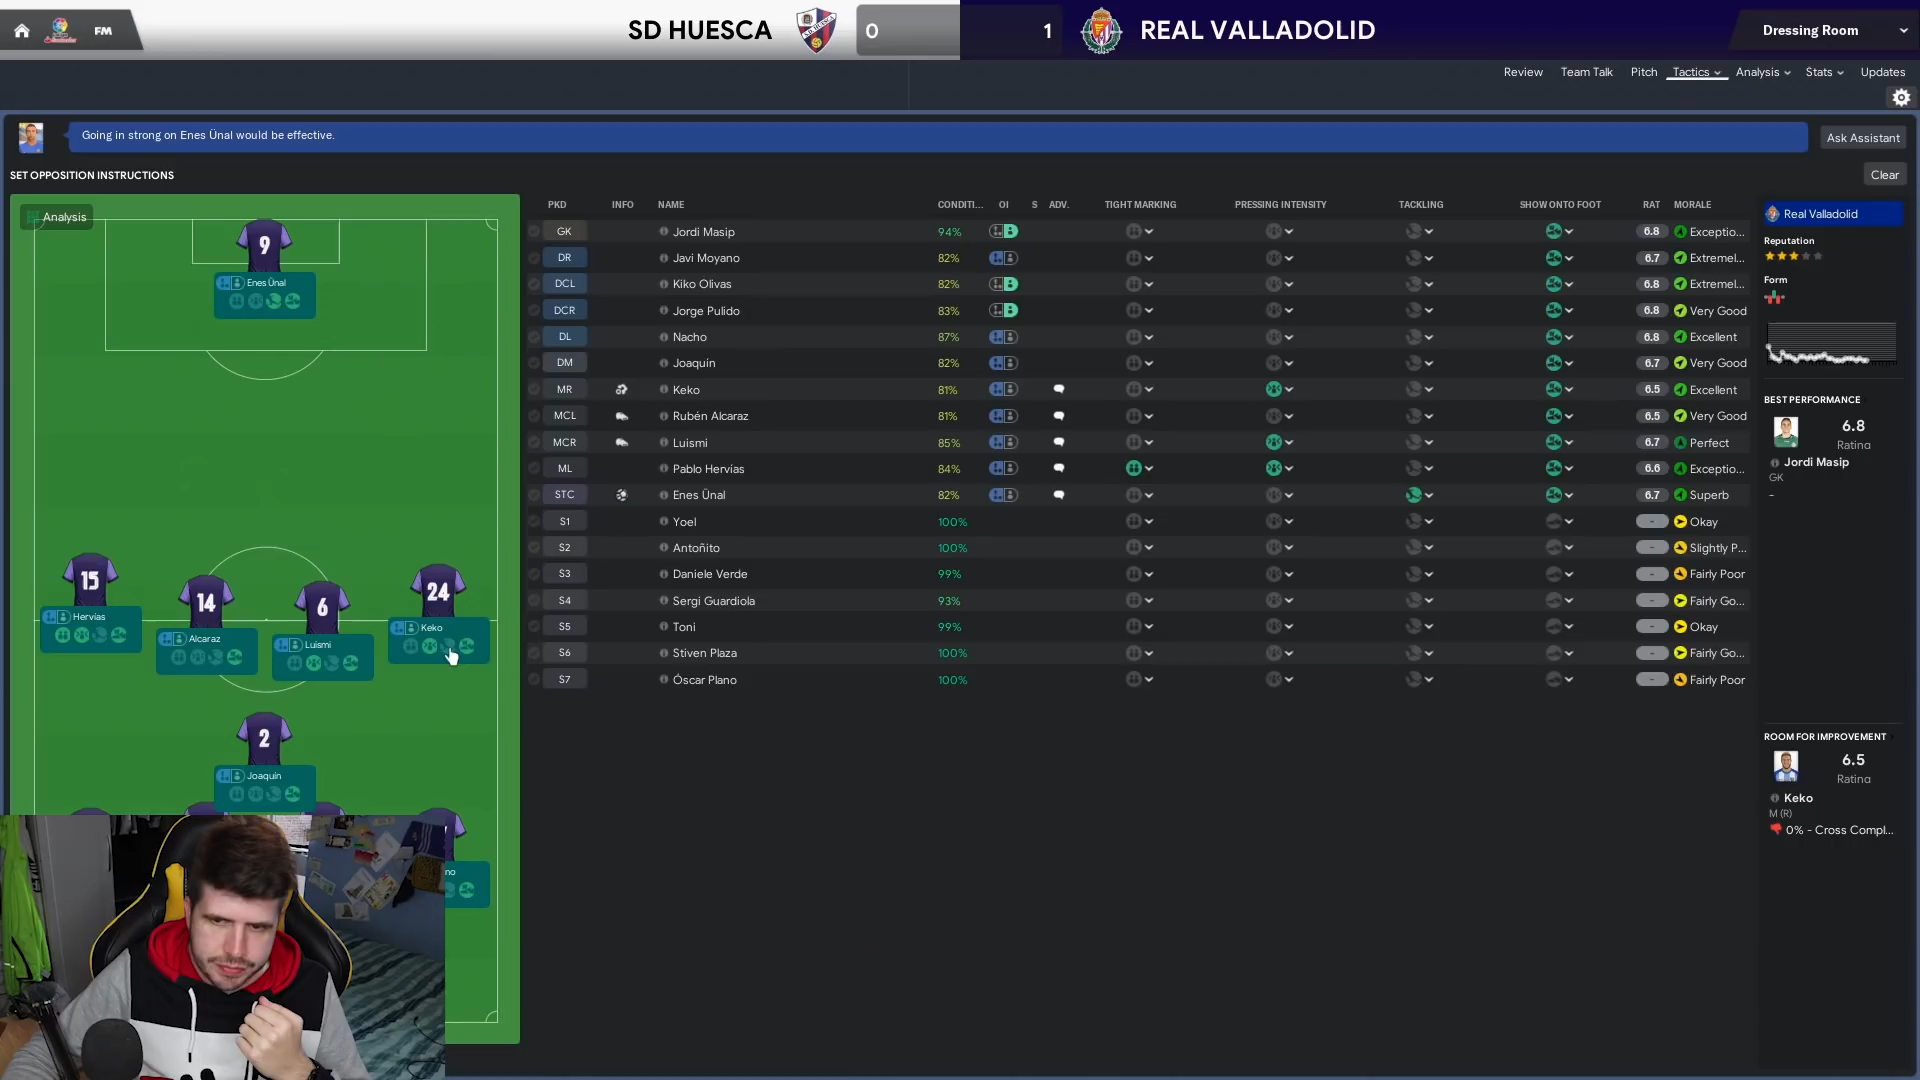 FM
SD HUESCA 0 1 REAL VALLADOLID
Dressing Room
Review Team Talk Pitch Tactics Analysis Stats Updates
Going in strong on Enes Ünal would be effective.
Ask Assistant
SET OPPOSITION INSTRUCTIONS
Clear
Analysis
9
Enes Ünal
15
Hervías
14
Alcaraz
6
Luismi
24
Keko
2
Joaquín
no
PKD INFO NAME CONDITI... OI S ADV. TIGHT MARKING PRESSING INTENSITY TACKLING SHOW ONTO FOOT RAT MORALE
GK Jordi Masip 94% 6.8 Exceptio...
DR Javi Moyano 82% 6.7 Extremel...
DCL Kiko Olivas 82% 6.8 Extremel...
DCR Jorge Pulido 83% 6.8 Very Good
DL Nacho 87% 6.8 Excellent
DM Joaquín 82% 6.7 Very Good
MR Keko 81% 6.5 Excellent
MCL Rubén Alcaraz 81% 6.5 Very Good
MCR Luismi 85% 6.7 Perfect
ML Pablo Hervías 84% 6.6 Exceptio...
STC Enes Ünal 82% 6.7 Superb
S1 Yoel 100% - Okay
S2 Antoñito 100% - Slightly P...
S3 Daniele Verde 99% - Fairly Poor
S4 Sergi Guardiola 93% - Fairly Go...
S5 Toni 99% - Okay
S6 Stiven Plaza 100% - Fairly Go...
S7 Óscar Plano 100% - Fairly Poor
Real Valladolid
Reputation
Form
BEST PERFORMANCE
6.8
Rating
Jordi Masip
GK
-
ROOM FOR IMPROVEMENT
6.5
Rating
Keko
M (R)
0% - Cross Compl...